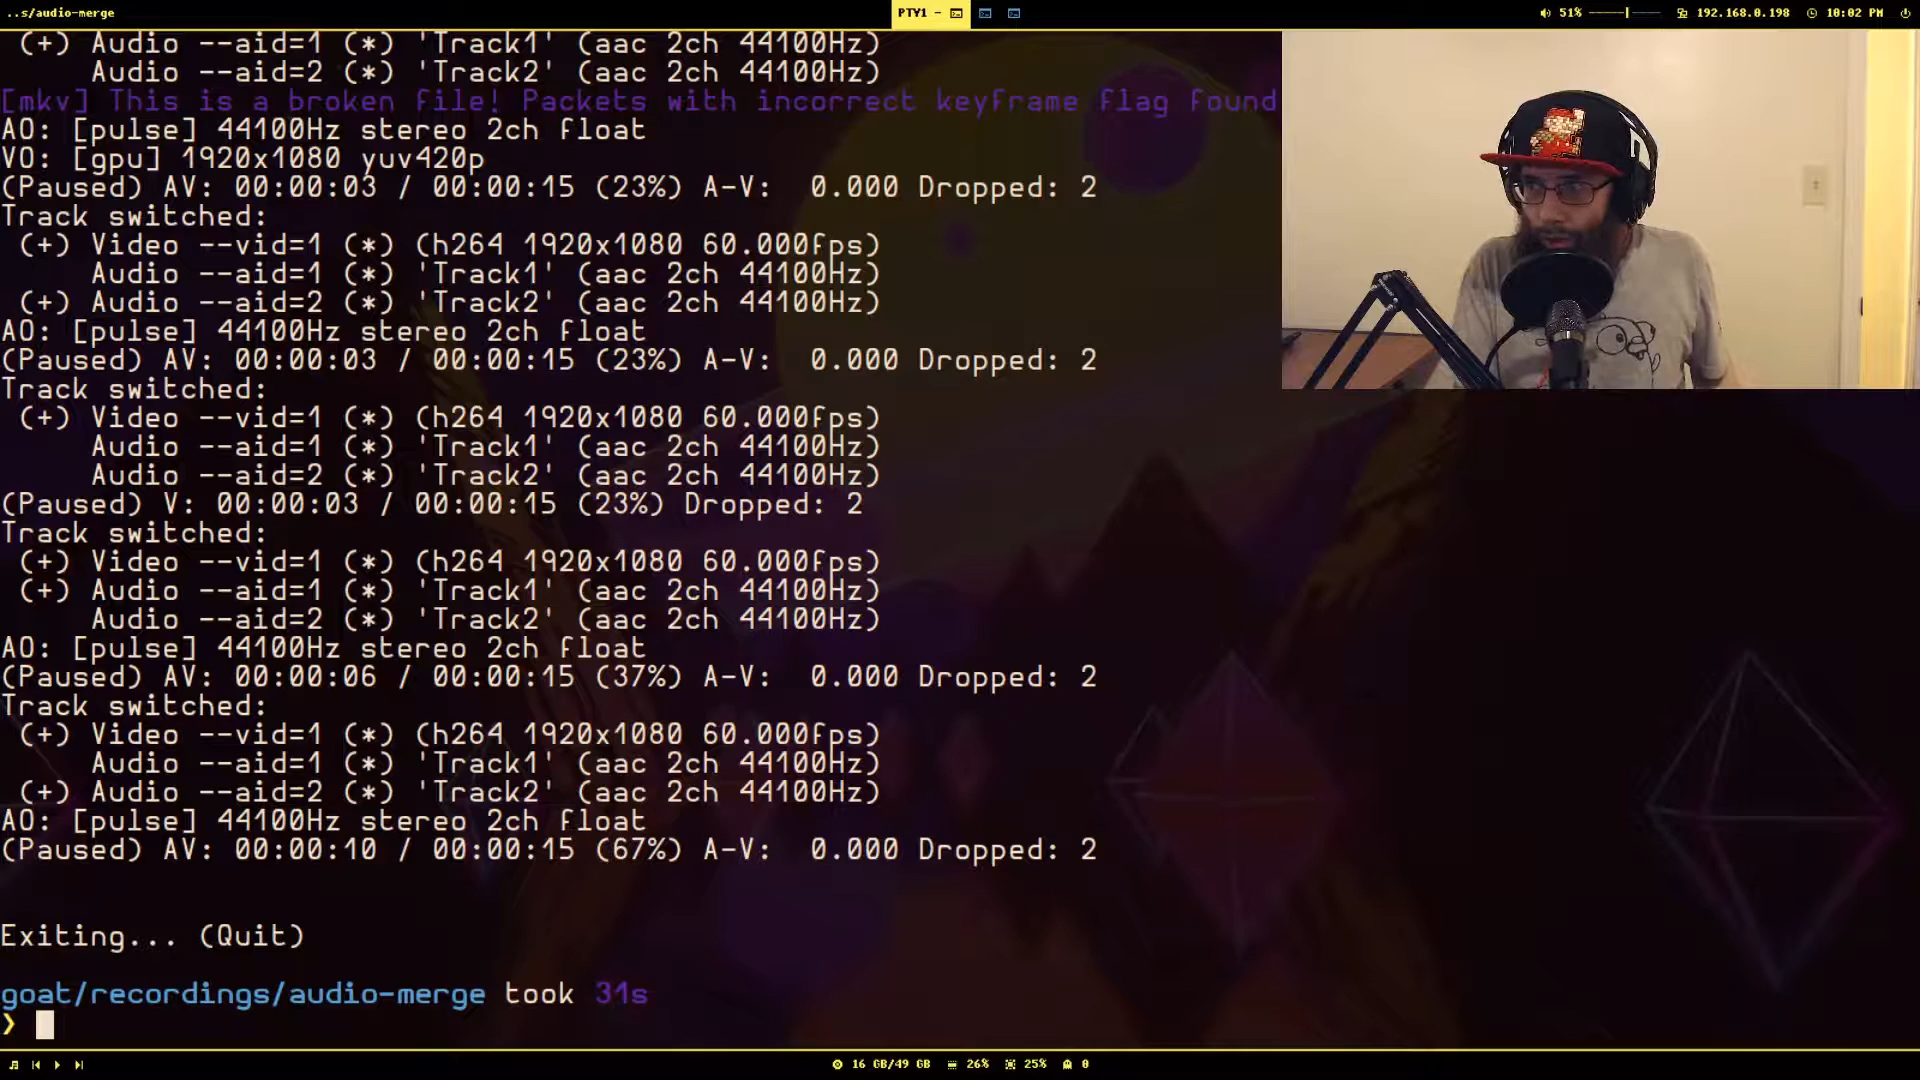 ..s/audio-merge
PTY1 -
51%
192.168.0.198
10:02 PM
(+) Audio --aid=1 (*) 'Track1' (aac 2ch 44100Hz)
Audio --aid=2 (*) 'Track2' (aac 2ch 44100Hz)
[mkv] This is a broken file! Packets with incorrect keyframe flag found
AO: [pulse] 44100Hz stereo 2ch float
VO: [gpu] 1920x1080 yuv420p
(Paused) AV: 00:00:03 / 00:00:15 (23%) A-V:  0.000 Dropped: 2
Track switched:
(+) Video --vid=1 (*) (h264 1920x1080 60.000fps)
Audio --aid=1 (*) 'Track1' (aac 2ch 44100Hz)
(+) Audio --aid=2 (*) 'Track2' (aac 2ch 44100Hz)
AO: [pulse] 44100Hz stereo 2ch float
(Paused) AV: 00:00:03 / 00:00:15 (23%) A-V:  0.000 Dropped: 2
Track switched:
(+) Video --vid=1 (*) (h264 1920x1080 60.000fps)
Audio --aid=1 (*) 'Track1' (aac 2ch 44100Hz)
Audio --aid=2 (*) 'Track2' (aac 2ch 44100Hz)
(Paused) V: 00:00:03 / 00:00:15 (23%) Dropped: 2
Track switched:
(+) Video --vid=1 (*) (h264 1920x1080 60.000fps)
(+) Audio --aid=1 (*) 'Track1' (aac 2ch 44100Hz)
Audio --aid=2 (*) 'Track2' (aac 2ch 44100Hz)
AO: [pulse] 44100Hz stereo 2ch float
(Paused) AV: 00:00:06 / 00:00:15 (37%) A-V:  0.000 Dropped: 2
Track switched:
(+) Video --vid=1 (*) (h264 1920x1080 60.000fps)
Audio --aid=1 (*) 'Track1' (aac 2ch 44100Hz)
(+) Audio --aid=2 (*) 'Track2' (aac 2ch 44100Hz)
AO: [pulse] 44100Hz stereo 2ch float
(Paused) AV: 00:00:10 / 00:00:15 (67%) A-V:  0.000 Dropped: 2
Exiting... (Quit)
goat/recordings/audio-merge took 31s
❯
16 GB/49 GB
26%
25%
0